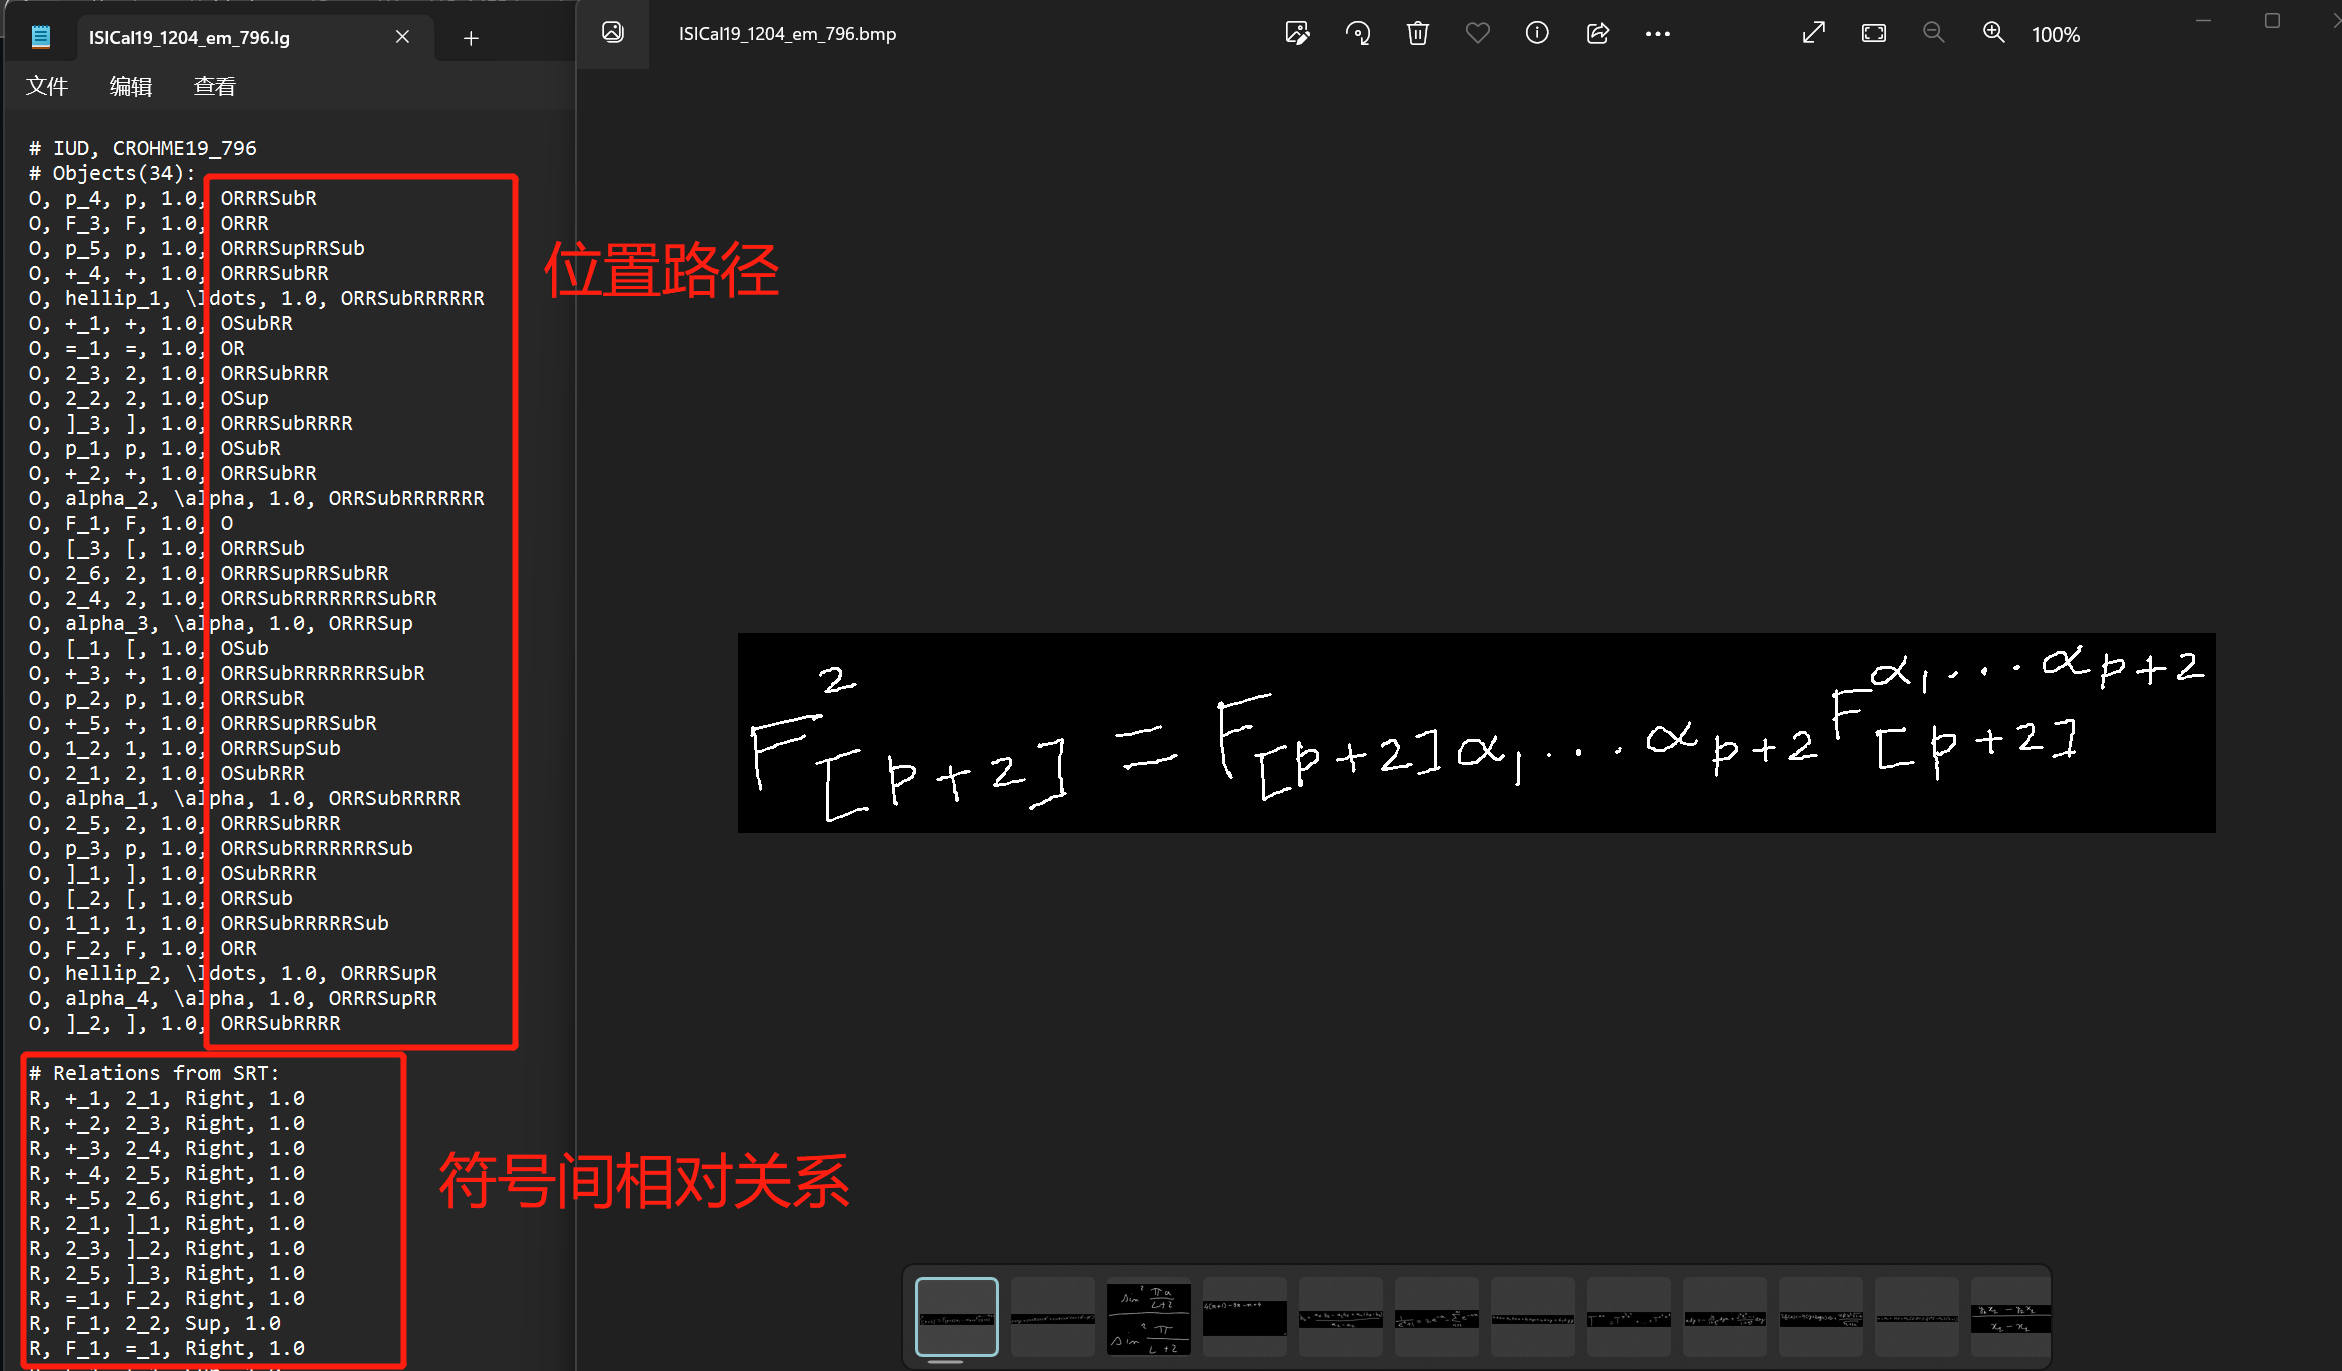 ISICal19_1204_em_796.lg
文件 编辑 查看
# IUD, CROHME19_796
# Objects(34):
O, p_4, p, 1.0, ORRRSubR
O, F_3, F, 1.0, ORRR
O, p_5, p, 1.0, ORRRSupRRSub
O, +_4, +, 1.0, ORRRSubRR
O, hellip_1, \ldots, 1.0, ORRSubRRRRRR
O, +_1, +, 1.0, OSubRR
O, =_1, =, 1.0, OR
O, 2_3, 2, 1.0, ORRSubRRR
O, 2_2, 2, 1.0, OSup
O, ]_3, ], 1.0, ORRRSubRRRR
O, p_1, p, 1.0, OSubR
O, +_2, +, 1.0, ORRSubRR
O, alpha_2, \alpha, 1.0, ORRSubRRRRRRR
O, F_1, F, 1.0, O
O, [_3, [, 1.0, ORRRSub
O, 2_6, 2, 1.0, ORRRSupRRSubRR
O, 2_4, 2, 1.0, ORRSubRRRRRRRSubRR
O, alpha_3, \alpha, 1.0, ORRRSup
O, [_1, [, 1.0, OSub
O, +_3, +, 1.0, ORRSubRRRRRRRSubR
O, p_2, p, 1.0, ORRSubR
O, +_5, +, 1.0, ORRRSupRRSubR
O, 1_2, 1, 1.0, ORRRSupSub
O, 2_1, 2, 1.0, OSubRRR
O, alpha_1, \alpha, 1.0, ORRSubRRRRR
O, 2_5, 2, 1.0, ORRRSubRRR
O, p_3, p, 1.0, ORRSubRRRRRRRSub
O, ]_1, ], 1.0, OSubRRRR
O, [_2, [, 1.0, ORRSub
O, 1_1, 1, 1.0, ORRSubRRRRRSub
O, F_2, F, 1.0, ORR
O, hellip_2, \ldots, 1.0, ORRRSupR
O, alpha_4, \alpha, 1.0, ORRRSupRR
O, ]_2, ], 1.0, ORRSubRRRR
# Relations from SRT:
R, +_1, 2_1, Right, 1.0
R, +_2, 2_3, Right, 1.0
R, +_3, 2_4, Right, 1.0
R, +_4, 2_5, Right, 1.0
R, +_5, 2_6, Right, 1.0
R, 2_1, ]_1, Right, 1.0
R, 2_3, ]_2, Right, 1.0
R, 2_5, ]_3, Right, 1.0
R, =_1, F_2, Right, 1.0
R, F_1, 2_2, Sup, 1.0
R, F_1, =_1, Right, 1.0
位置路径
符号间相对关系
ISICal19_1204_em_796.bmp
100%
F^2_{[p+2]} = F_{[p+2]α_1...α_{p+2}} F^{α_1...α_{p+2}}_{[p+2]}